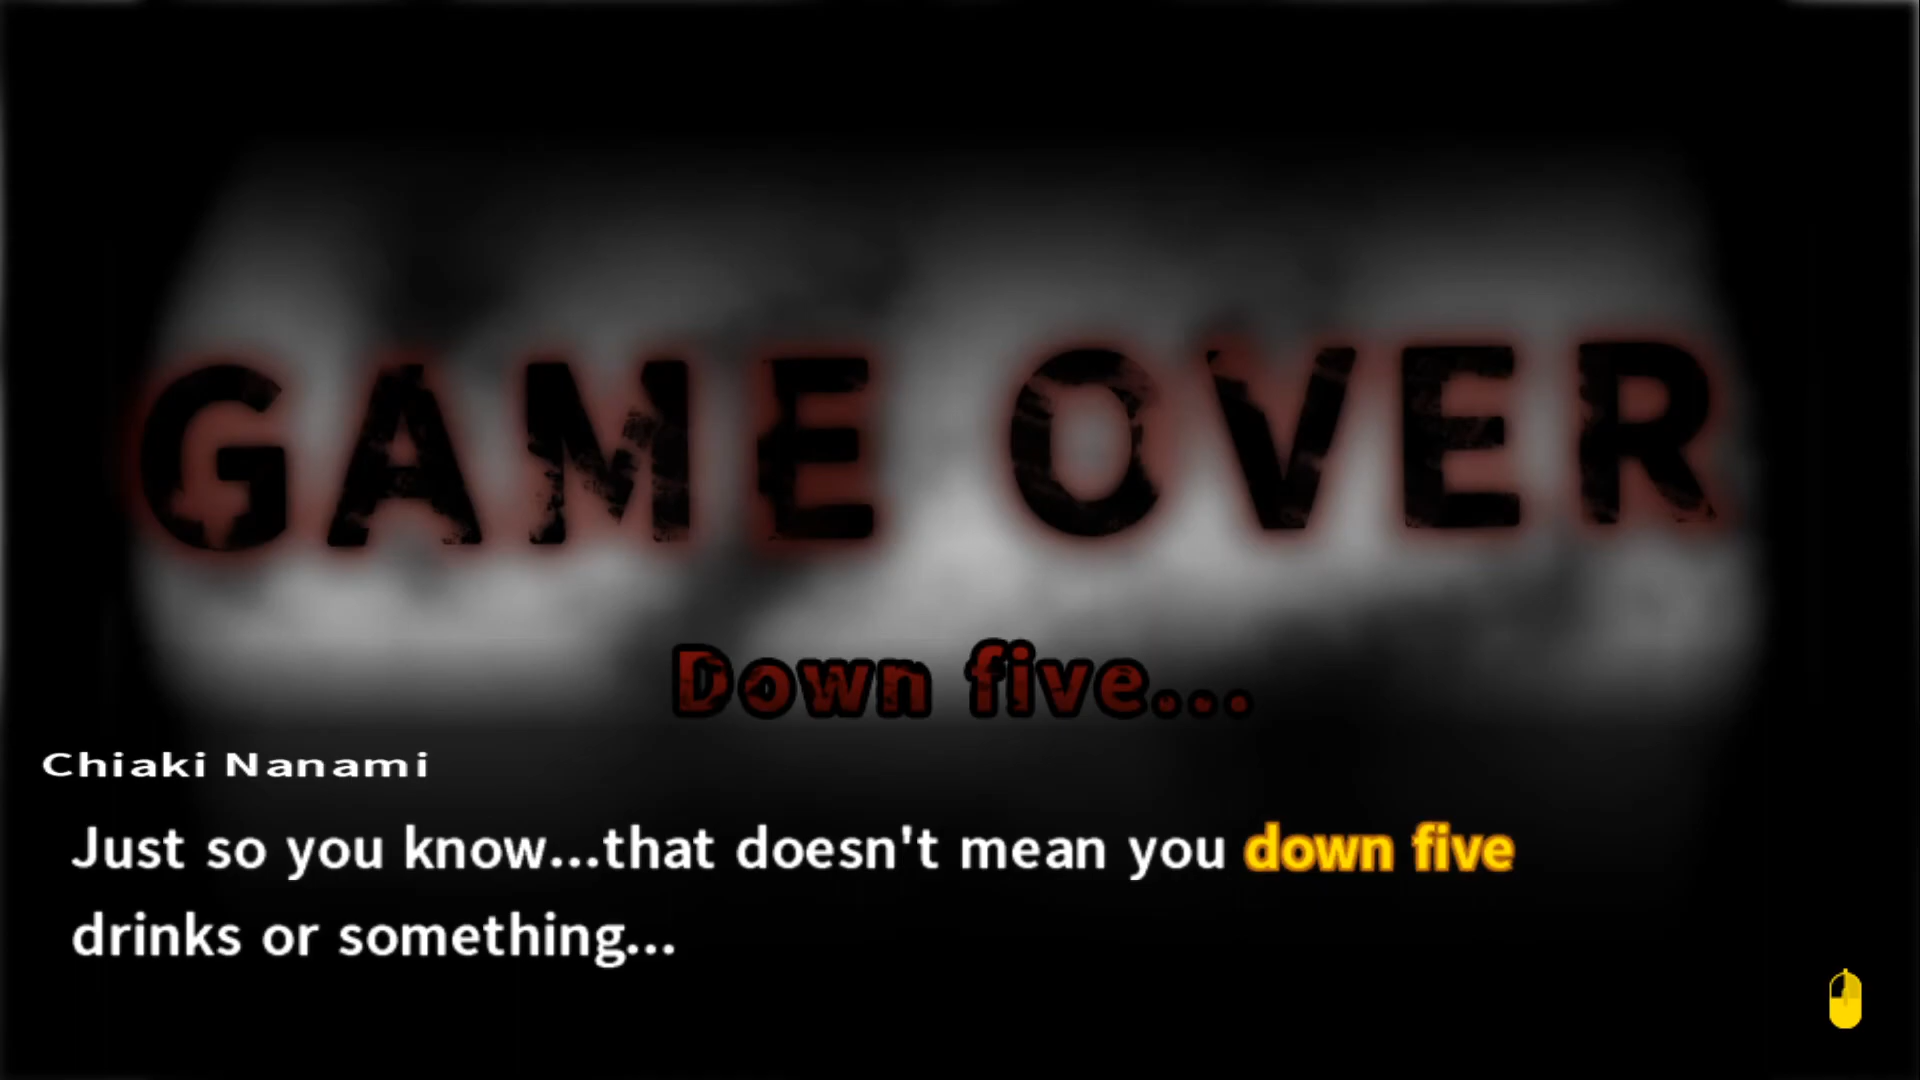 GAME OVER
Down five...
Chiaki Nanami
Just so you know...that doesn't mean you down five
drinks or something...